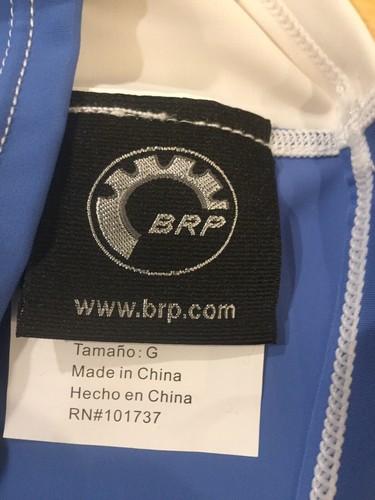 BRP
www.brp.com
Tamaño: G
Made in China
Hecho en China
RN#101737